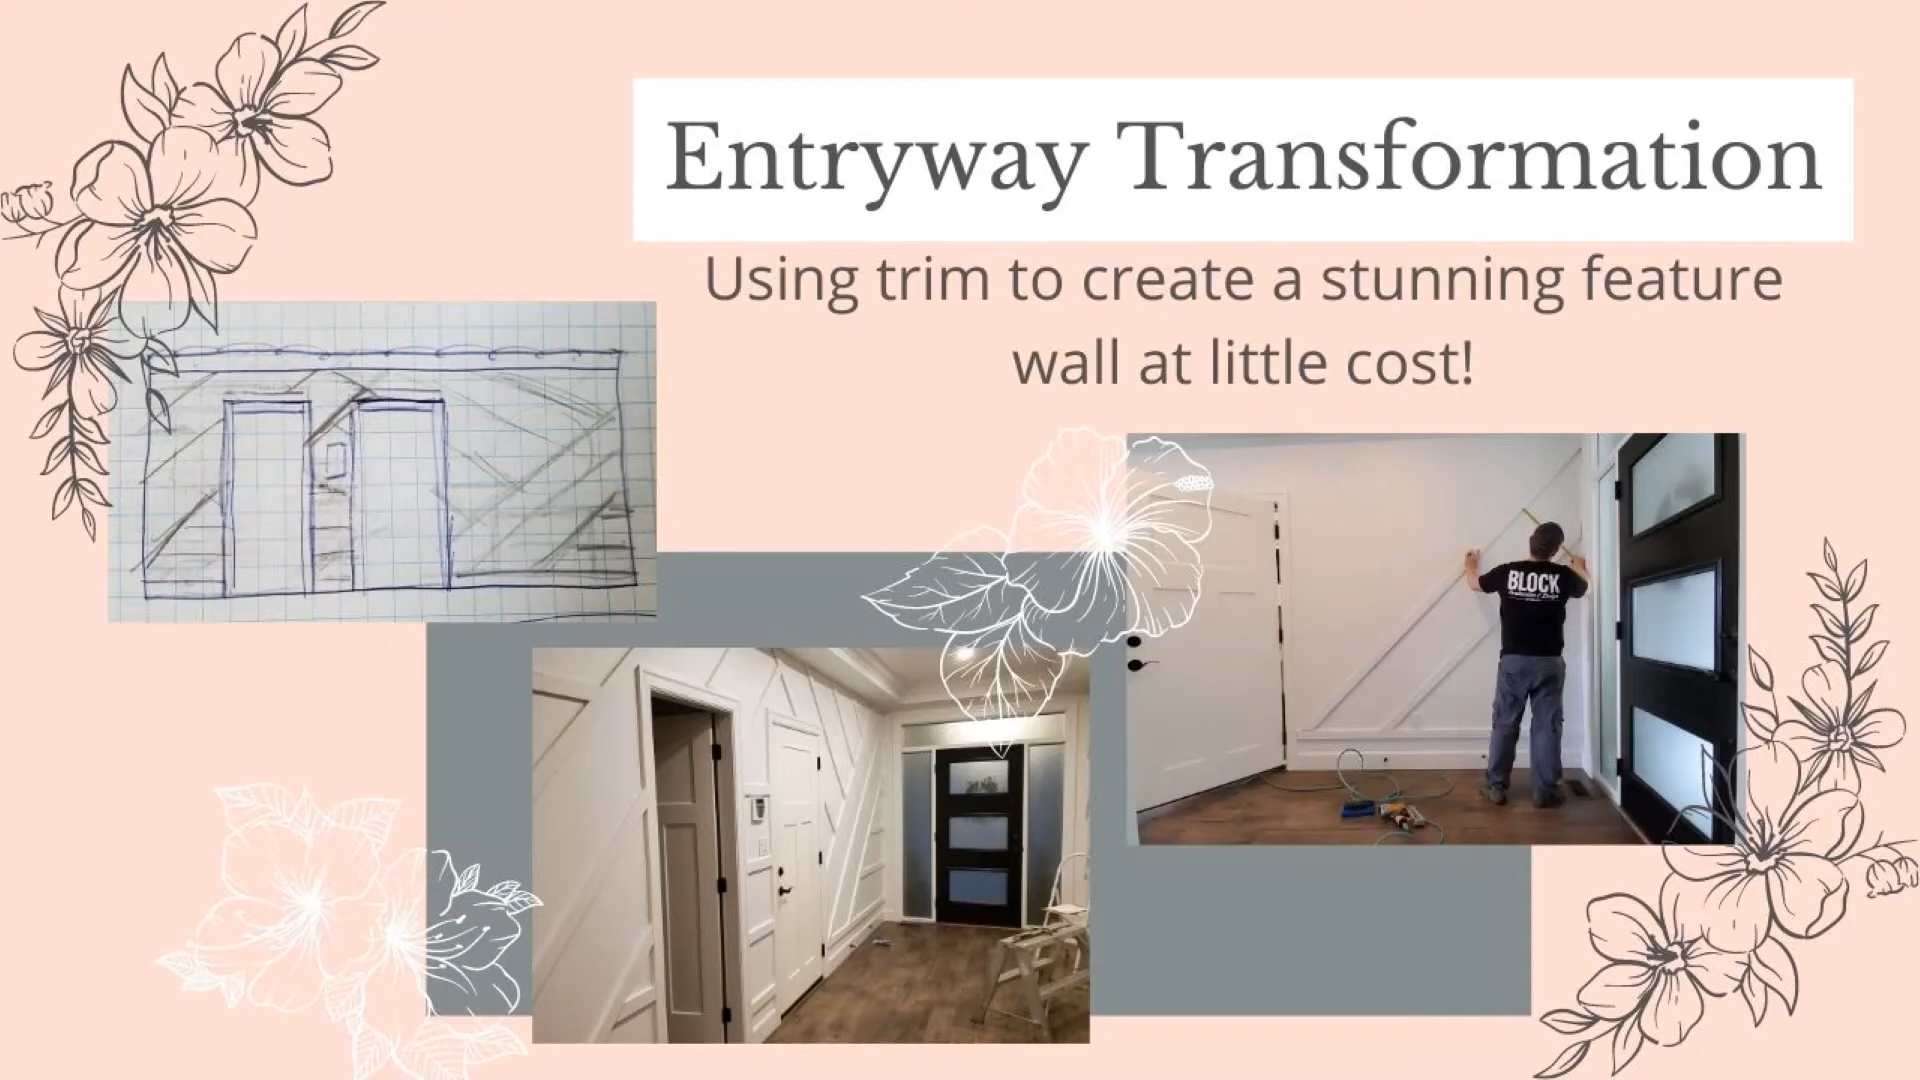 Entryway Transformation
Using trim to create a stunning feature
wall at little cost!
BLOCK